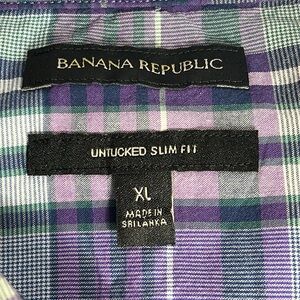 BANANA REPUBLIC
UNTUCKED SLIM FIT
XL
MADE IN
SRI LANKA